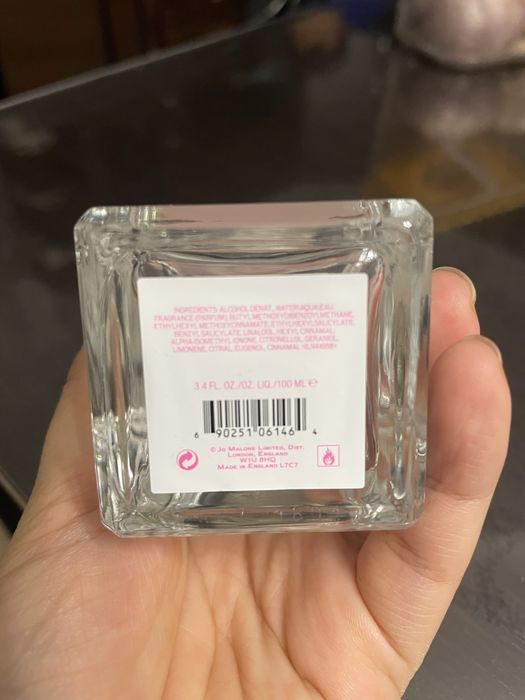 INGREDIENTS: ALCOHOL DENAT., WATER\AQUA\EAU,
FRAGRANCE (PARFUM), BUTYL METHOXYDIBENZOYLMETHANE,
ETHYLHEXYL METHOXYCINNAMATE, ETHYLHEXYL SALICYLATE,
BENZYL SALICYLATE, LINALOOL, HEXYL CINNAMAL,
ALPHA-ISOMETHYL IONONE, CITRONELLOL, GERANIOL,
LIMONENE, CITRAL, EUGENOL, CINNAMAL
3.4 FL. OZ./OZ. LIQ./100 ML ℮
6 90251 06146 4
© JO MALONE LIMITED, DIST.
LONDON, ENGLAND
W1U 8HQ
MADE IN ENGLAND L7C7